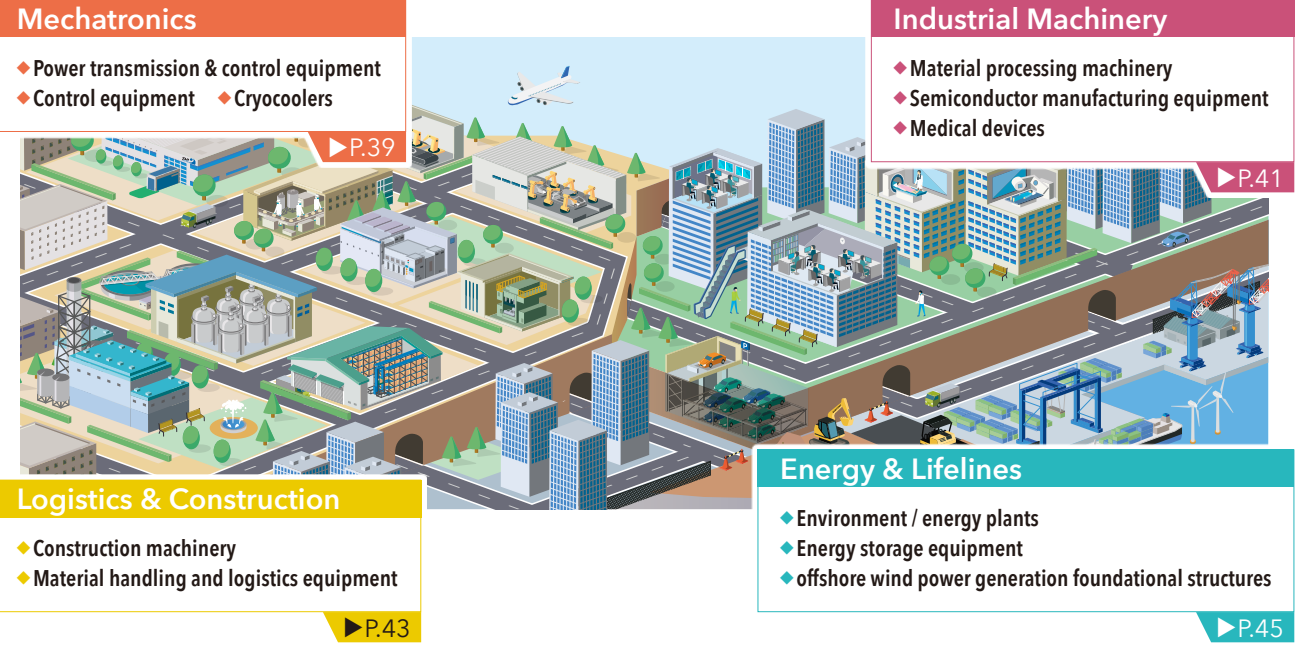 Mechatronics
◆Power transmission & control equipment
◆Control equipment ◆Cryocoolers
▶P.39
Industrial Machinery
◆Material processing machinery
◆Semiconductor manufacturing equipment
◆Medical devices
▶P.41
P
Logistics & Construction
◆Construction machinery
◆Material handling and logistics equipment
▶P.43
Energy & Lifelines
◆Environment / energy plants
◆Energy storage equipment
◆offshore wind power generation foundational structures
▶P.45